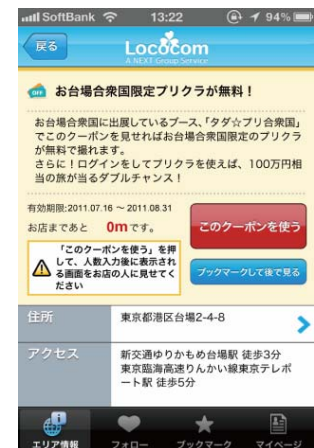 SoftBank 13:22 94%
戻る
Lococom
A NEXT Group Service
OFF お台場合衆国限定プリクラが無料！
お台場合衆国に出展しているブース、「タダ☆プリ合衆国」
でこのクーポンを見せればお台場合衆国限定のプリクラ
が無料で撮れます。
さらに！ログインをしてプリクラを使えば、100万円相
当の旅が当るダブルチャンス！
有効期限:2011.07.16 ～ 2011.08.31
お店まであと 0mです。
このクーポンを使う
「このクーポンを使う」を押
して、人数入力後に表示され
る画面をお店の人に見せてく
ださい
ブックマークして後で見る
住所 東京都港区台場2-4-8
アクセス 新交通ゆりかもめ台場駅 徒歩3分
東京臨海高速りんかい線東京テレポ
ート駅 徒歩5分
エリア情報 フォロー ブックマーク マイページ